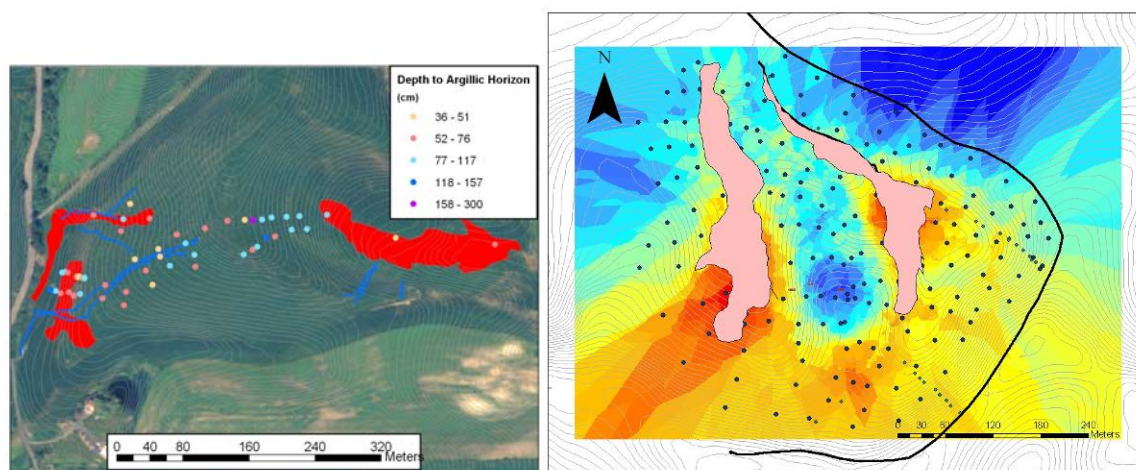 Depth to Argillic Horizon
(cm)
36 - 51
52 - 76
77 - 117
118 - 157
158 - 300
0 40 80 160 240 320
Meters
N
0 30 60 120 180 240
Meters